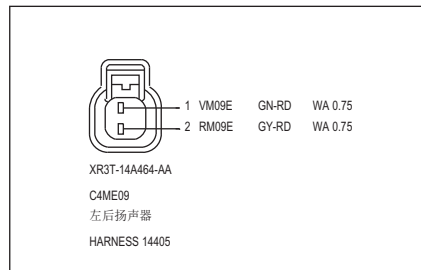 1 VM09E GN-RD WA 0.75
2 RM09E GY-RD WA 0.75
XR3T-14A464-AA
C4ME09
左后扬声器
HARNESS 14405